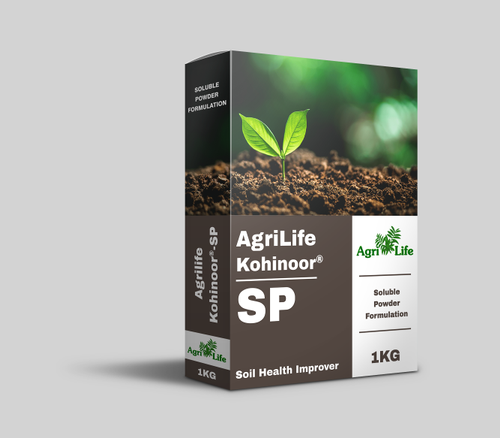 SOLUBLE
POWDER
FORMULATION
Agrilife
Kohinoor®-SP
Agri Life
1KG
AgriLife
Kohinoor®
SP
Soil Health Improver
Agri Life
Soluble
Powder
Formulation
1KG